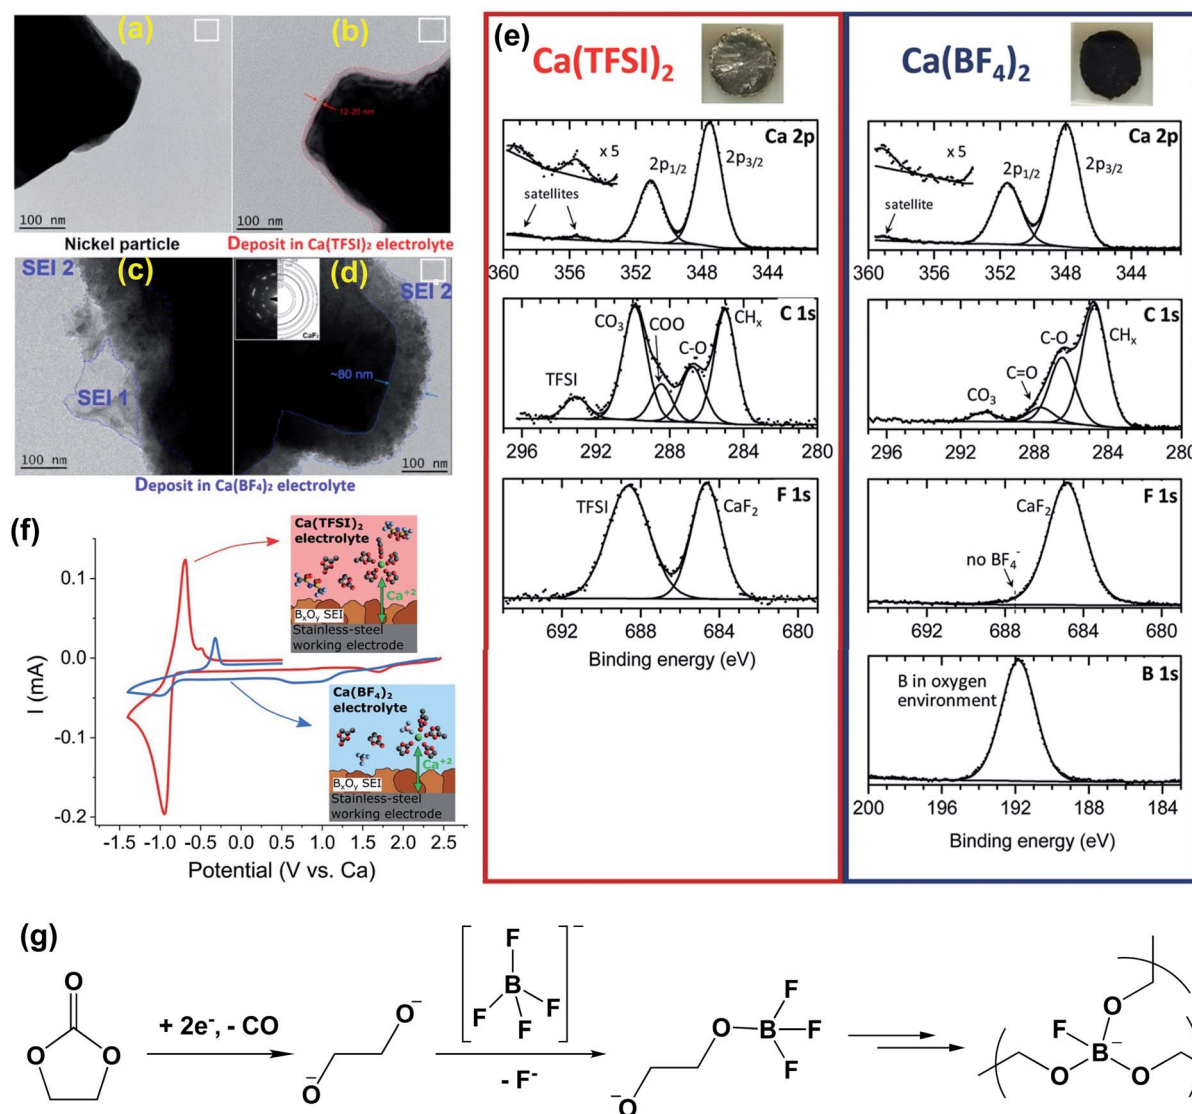 (a)
(b)
12-20 nm
100 nm
100 nm
Nickel particle
Deposit in Ca(TFSI)₂ electrolyte
SEI 2
(c)
(d)
SEI 2
CaF₂
SEI 1
~80 nm
100 nm
100 nm
Deposit in Ca(BF₄)₂ electrolyte
(e)
Ca(TFSI)₂
Ca 2p
x 5
2p₁/₂
2p₃/₂
satellites
360 356 352 348 344
C 1s
CO₃
COO
C-O
CHₓ
TFSI
296 292 288 284 280
F 1s
TFSI
CaF₂
692 688 684 680
Binding energy (eV)
Ca(BF₄)₂
Ca 2p
x 5
2p₁/₂
2p₃/₂
satellite
360 356 352 348 344
C 1s
C-O
CHₓ
C=O
CO₃
296 292 288 284 280
F 1s
CaF₂
no BF₄⁻
692 688 684 680
B 1s
B in oxygen
environment
200 196 192 188 184
Binding energy (eV)
(f)
Ca(TFSI)₂
electrolyte
Ca⁺²
BₓOᵧ SEI
Stainless-steel
working electrode
Ca(BF₄)₂
electrolyte
Ca⁺²
BₓOᵧ SEI
Stainless-steel
working electrode
I (mA)
0.1
0.0
-0.1
-0.2
-1.5 -1.0 -0.5 0.0 0.5 1.0 1.5 2.0 2.5
Potential (V vs. Ca)
(g)
O
O O
+ 2e⁻, - CO
O⁻
⁻O
F
B
F F F
⁻
- F⁻
F
O B F
F
⁻O
O
F
B⁻
O O